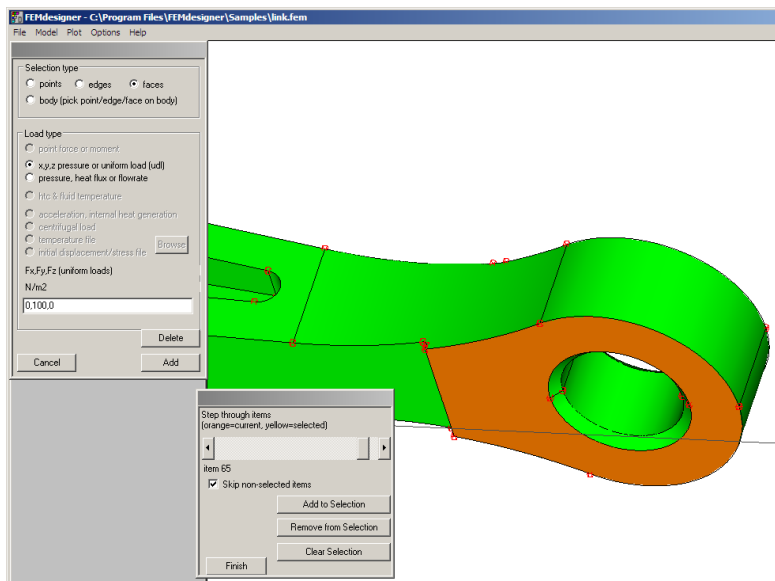 FEMdesigner - C:\Program Files\FEMdesigner\Samples\link.fem
File Model Plot Options Help
Selection type
points edges faces
body (pick point/edge/face on body)
Load type
point force or moment
x,y,z pressure or uniform load (udl)
pressure, heat flux or flowrate
htc & fluid temperature
acceleration, internal heat generation
centrifugal load
temperature file
initial displacement/stress file
Browse
Fx,Fy,Fz (uniform loads)
N/m2
0,100,0
Delete
Cancel Add
Step through items
(orange=current, yellow=selected)
item 65
Skip non-selected items
Add to Selection
Remove from Selection
Clear Selection
Finish